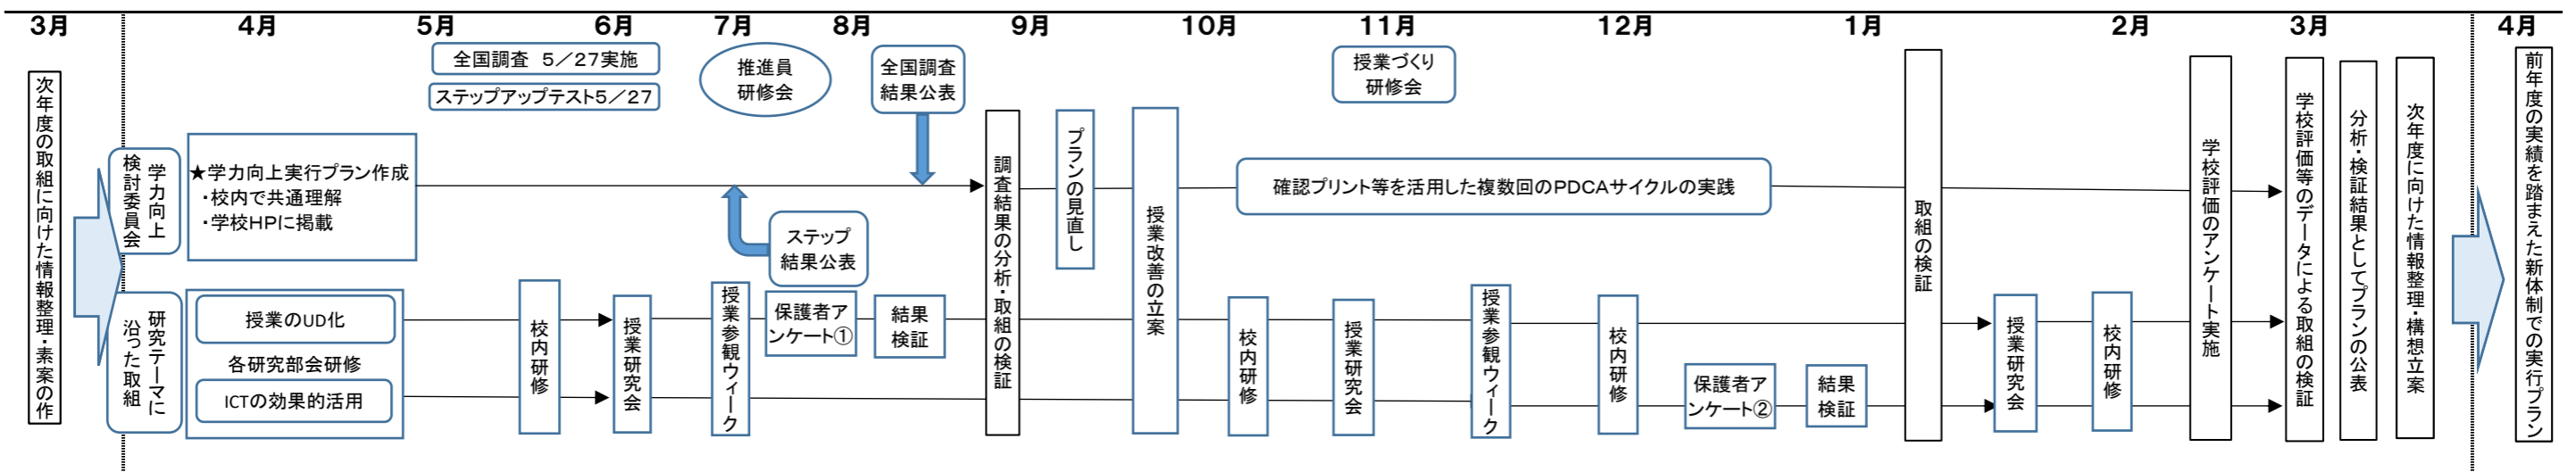 3月
4月
5月
6月
7月
8月
9月
10月
11月
12月
1月
2月
3月
4月
次年度の取組に向けた情報整理・素案の作
学力向上
検討委員会
研究テーマに
沿った取組
★学力向上実行プラン作成
・校内で共通理解
・学校HPに掲載
授業のUD化
各研究部会研修
ICTの効果的活用
全国調査 5／27実施
ステップアップテスト5／27
校内研修
授業研究会
推進員
研修会
授業参観ウィーク
全国調査
結果公表
ステップ
結果公表
保護者ア
ンケート①
結果
検証
調査結果の分析・取組の検証
プランの見直し
授業改善の立案
授業づくり
研修会
確認プリント等を活用した複数回のPDCAサイクルの実践
校内研修
授業研究会
授業参観ウィーク
校内研修
保護者ア
ンケート②
結果
検証
取組の検証
授業研究会
校内研修
学校評価のアンケート実施
学校評価等のデータによる取組の検証
分析・検証結果としてプランの公表
次年度に向けた情報整理・構想立案
前年度の実績を踏まえた新体制での実行プラン